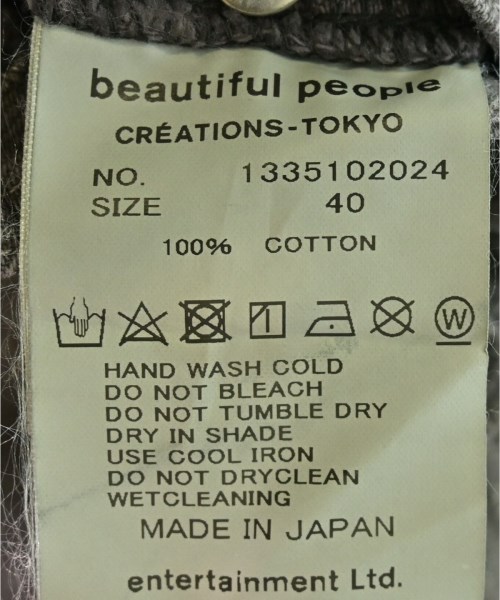 beautiful people
CRÉATIONS-TOKYO
NO. 1335102024
SIZE 40
100% COTTON
W
HAND WASH COLD
DO NOT BLEACH
DO NOT TUMBLE DRY
DRY IN SHADE
USE COOL IRON
DO NOT DRYCLEAN
WETCLEANING
MADE IN JAPAN
entertainment Ltd.